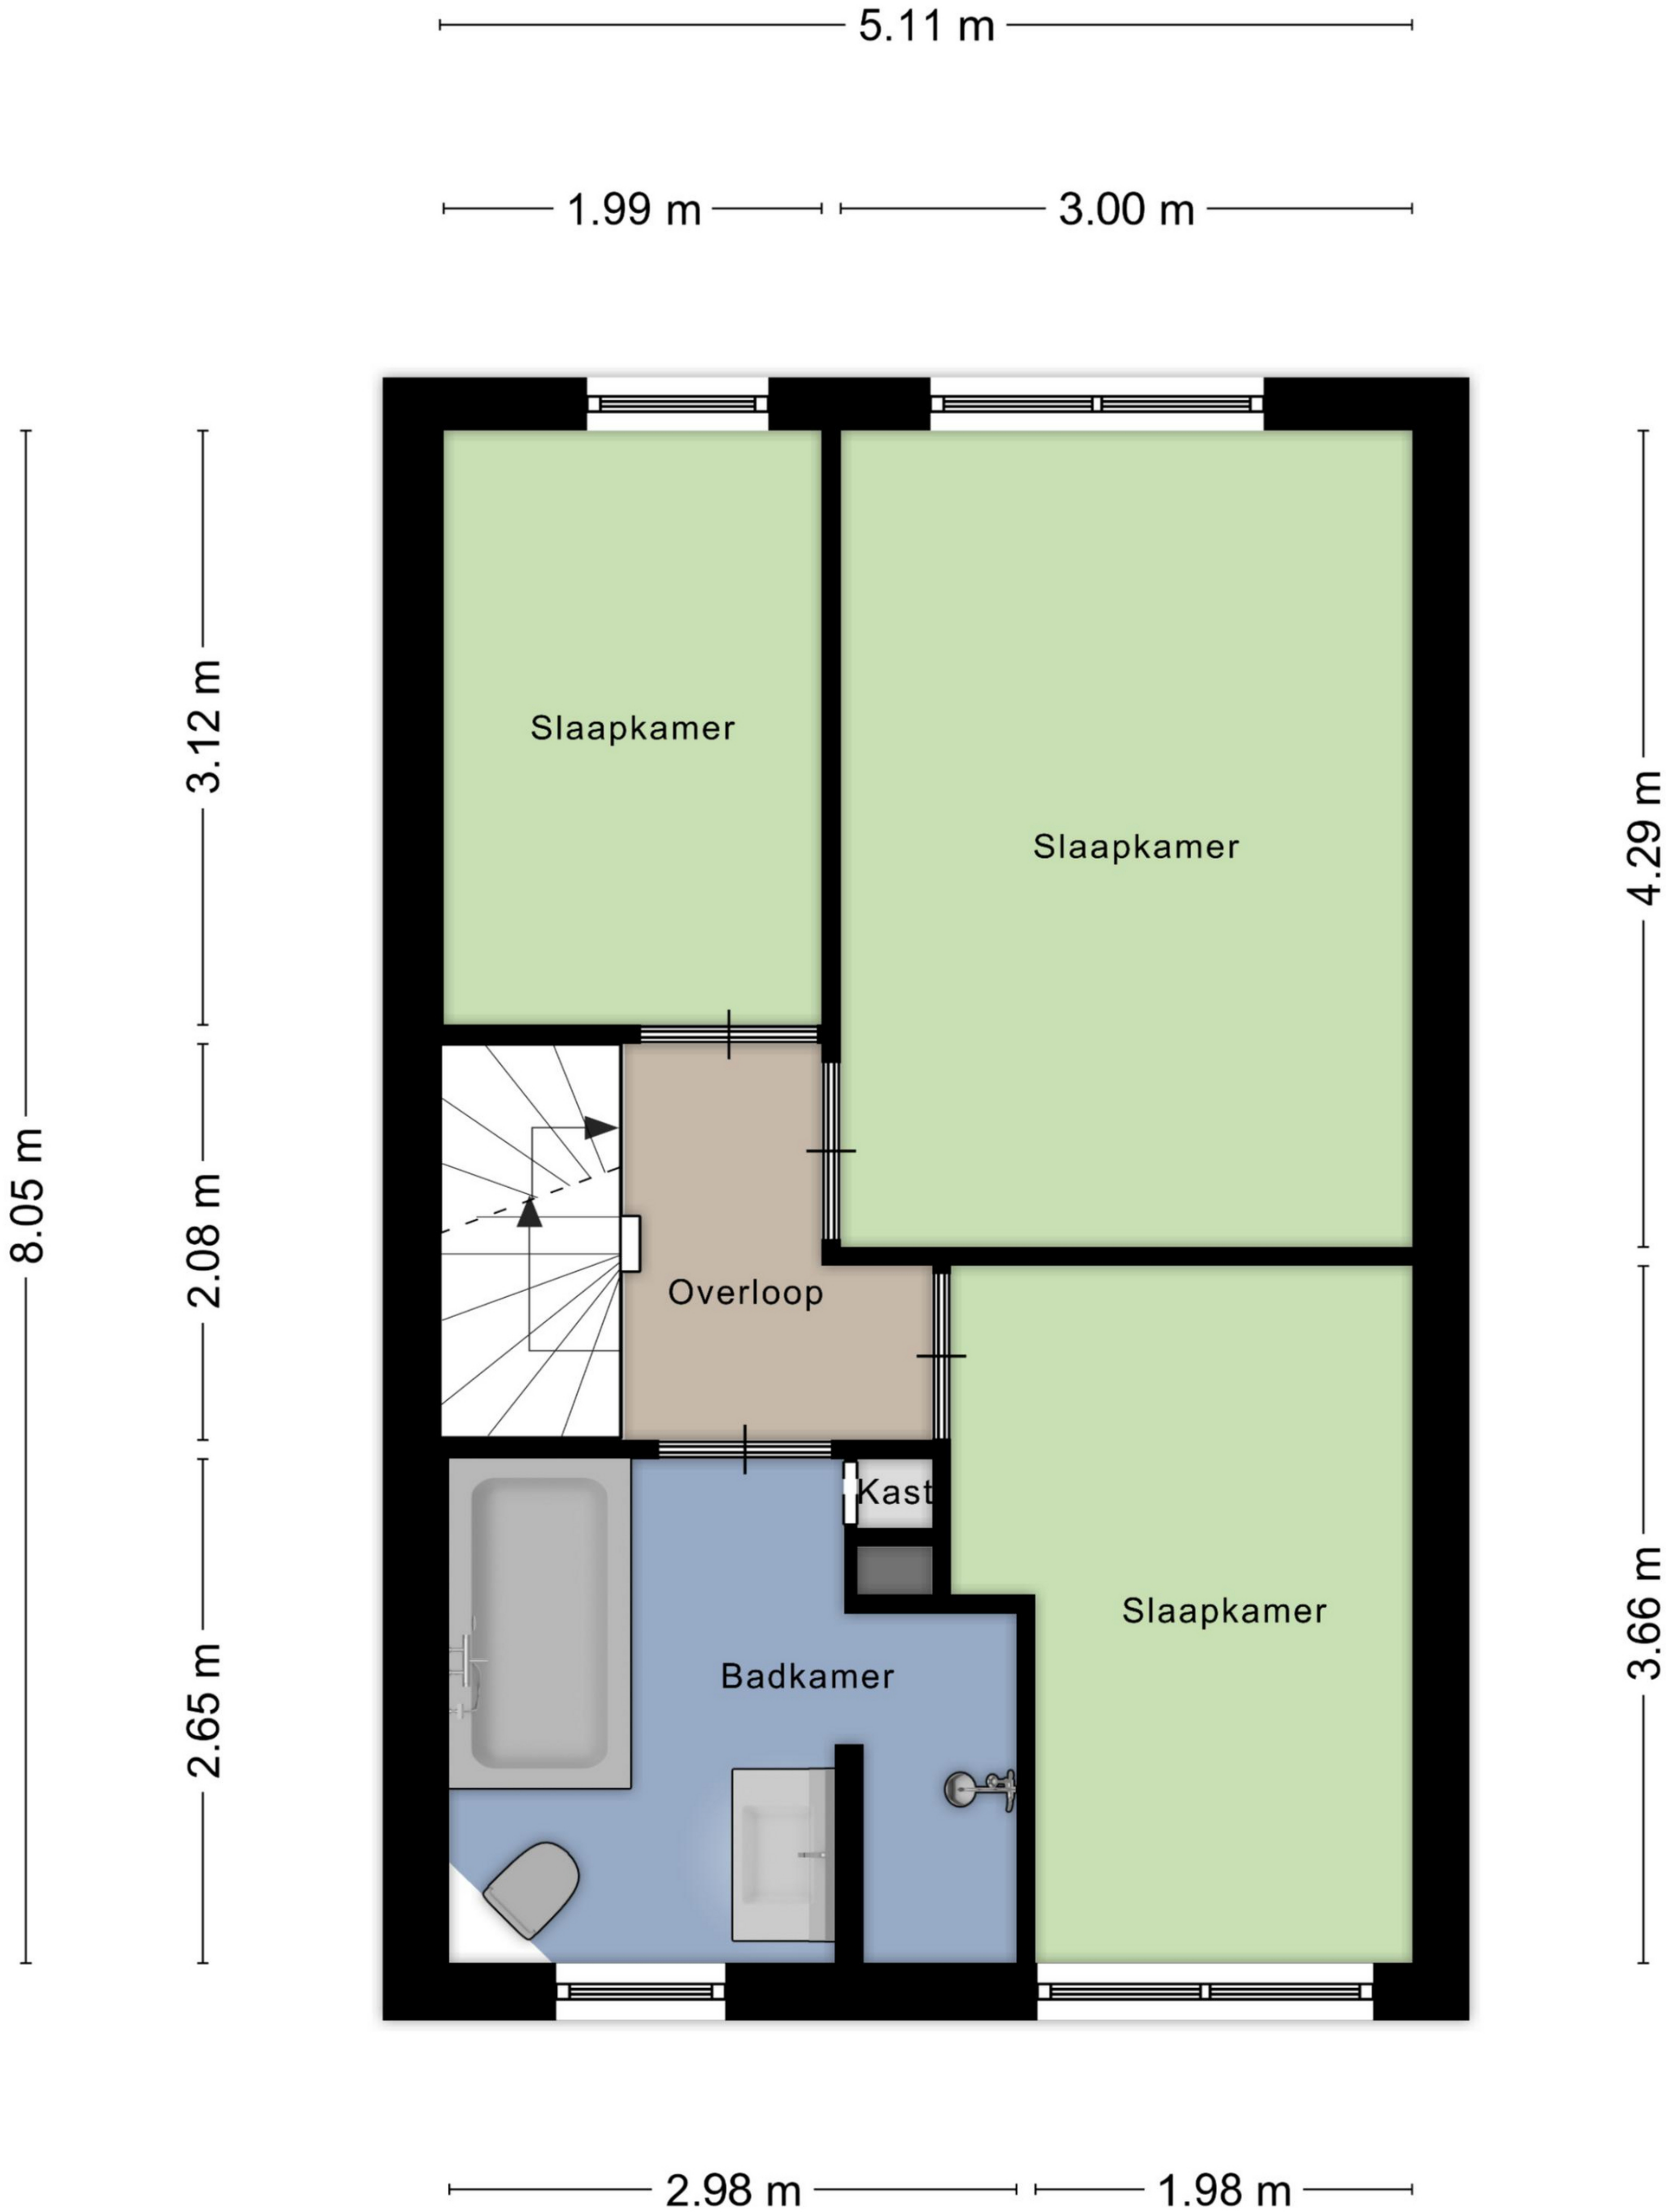 5.11 m
1.99 m
3.00 m
3.12 m
Slaapkamer
4.29 m
Slaapkamer
8.05 m
2.08 m
Overloop
Kast
Slaapkamer
3.66 m
2.65 m
Badkamer
2.98 m
1.98 m